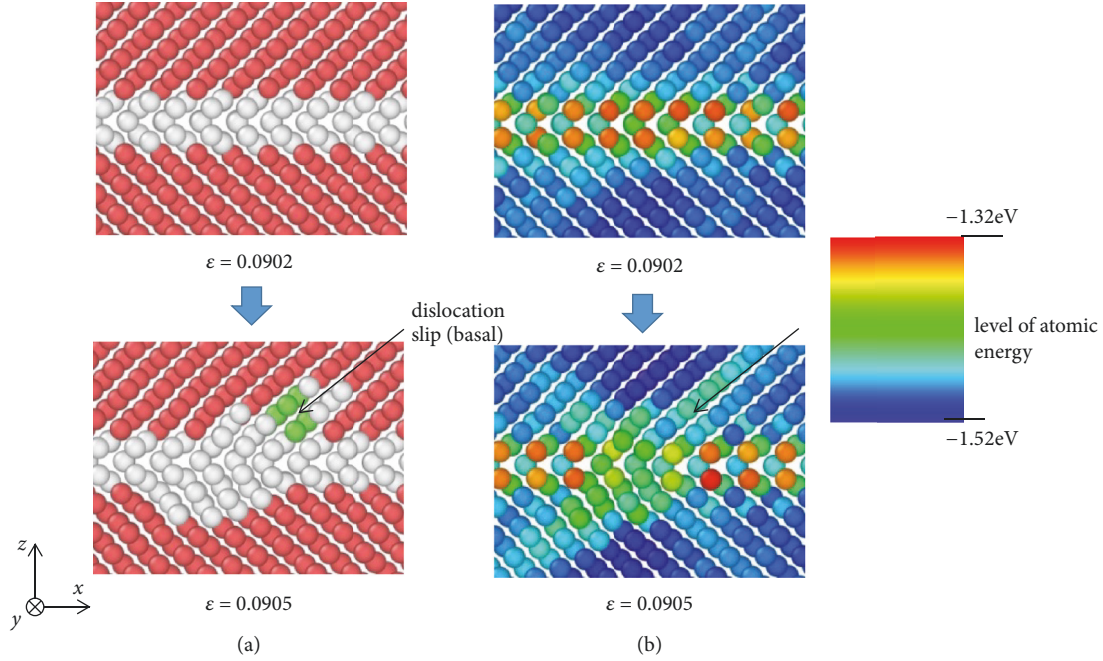 ε = 0.0902
ε = 0.0902
dislocation
slip (basal)
−1.32eV
level of atomic
energy
−1.52eV
z
x
y
ε = 0.0905
ε = 0.0905
(a)
(b)